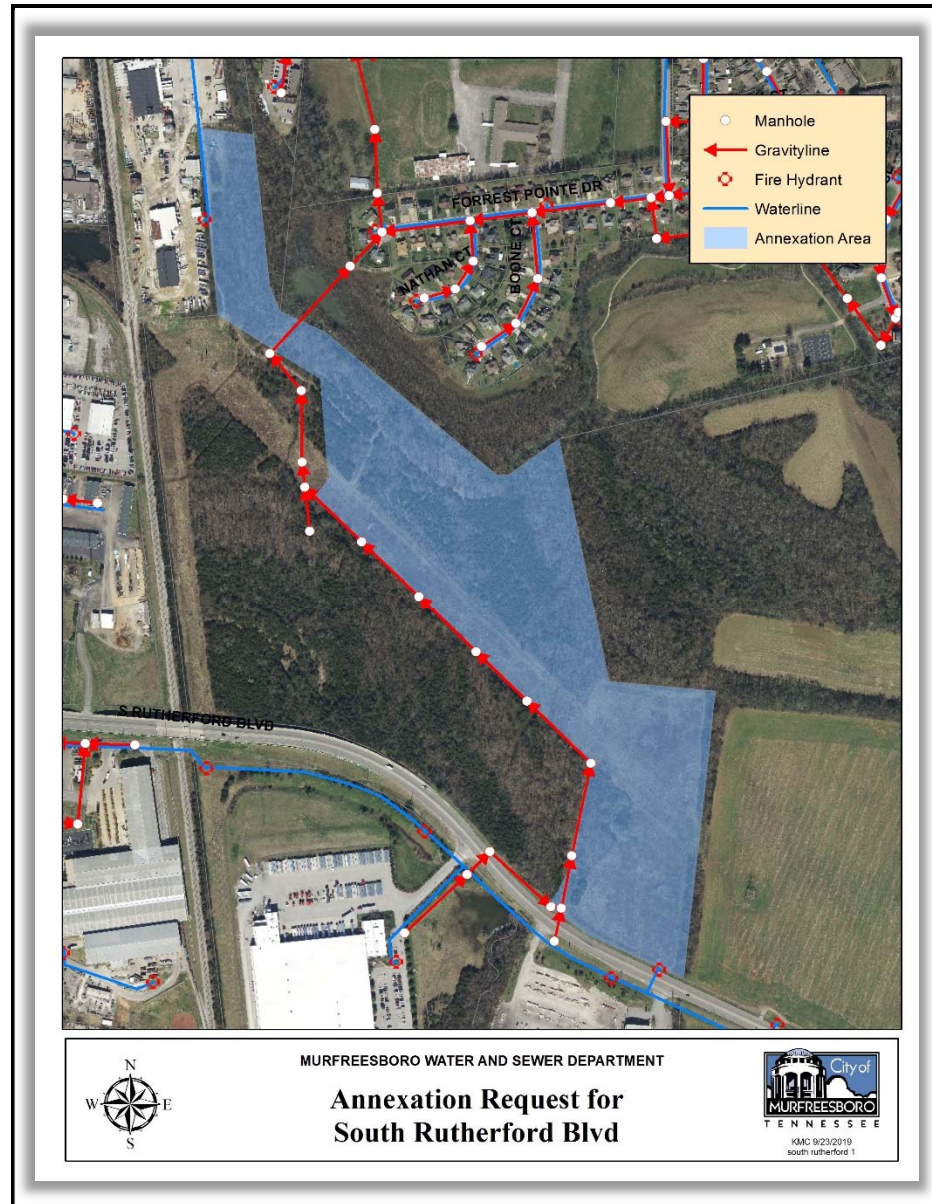 Manhole
Gravityline
Fire Hydrant
Waterline
Annexation Area
FORREST POINTE DR
NATHAN CT
BOONE CT
S RUTHERFORD BLVD
N
W
E
S
MURFREESBORO WATER AND SEWER DEPARTMENT
Annexation Request for
South Rutherford Blvd
City of
MURFREESBORO
TENNESSEE
KMC 9/23/2019
south rutherford 1